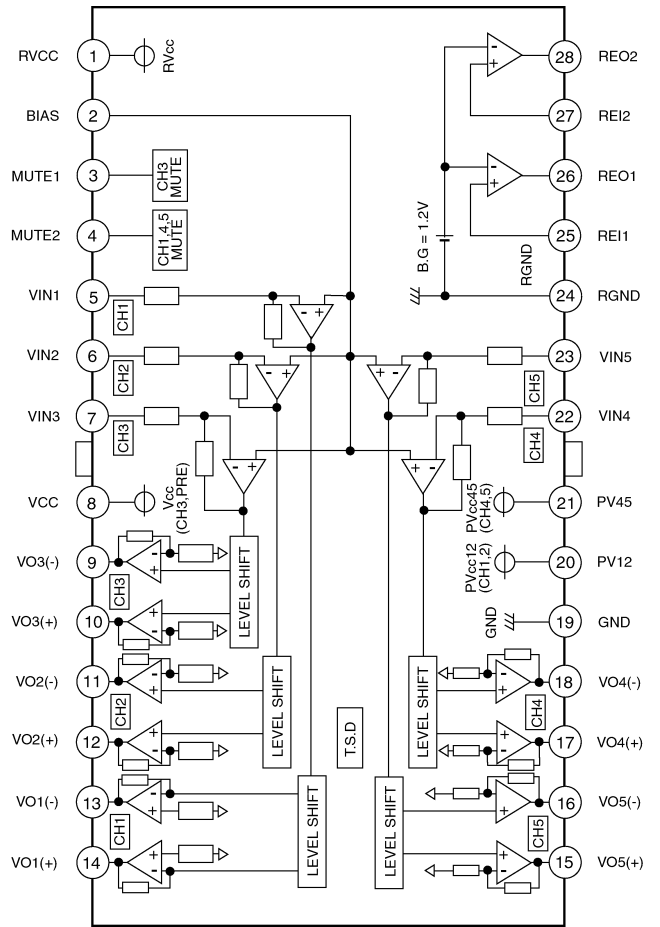 RVCC 1 RVcc
BIAS 2
MUTE1 3 CH3 MUTE
MUTE2 4 CH1,4,5 MUTE
VIN1 5 CH1
VIN2 6 CH2
VIN3 7 CH3
VCC 8 Vcc (CH3,PRE)
VO3(-) 9
CH3
VO3(+) 10
VO2(-) 11
CH2
VO2(+) 12
VO1(-) 13
CH1
VO1(+) 14
- +
- +
- +
- +
- +
LEVEL SHIFT
LEVEL SHIFT
LEVEL SHIFT
T.S.D
LEVEL SHIFT
LEVEL SHIFT
-
+
+
-
-
+
+
-
-
+
+
-
- + 28 REO2
27 REI2
- + 26 REO1
B.G = 1.2V
25 REI1
RGND
24 RGND
23 VIN5
CH5
22 VIN4
CH4
PVcc45 (CH4,5) 21 PV45
PVcc12 (CH1,2) 20 PV12
GND 19 GND
-
+
18 VO4(-)
CH4
+
-
17 VO4(+)
-
+
16 VO5(-)
CH5
+
-
15 VO5(+)